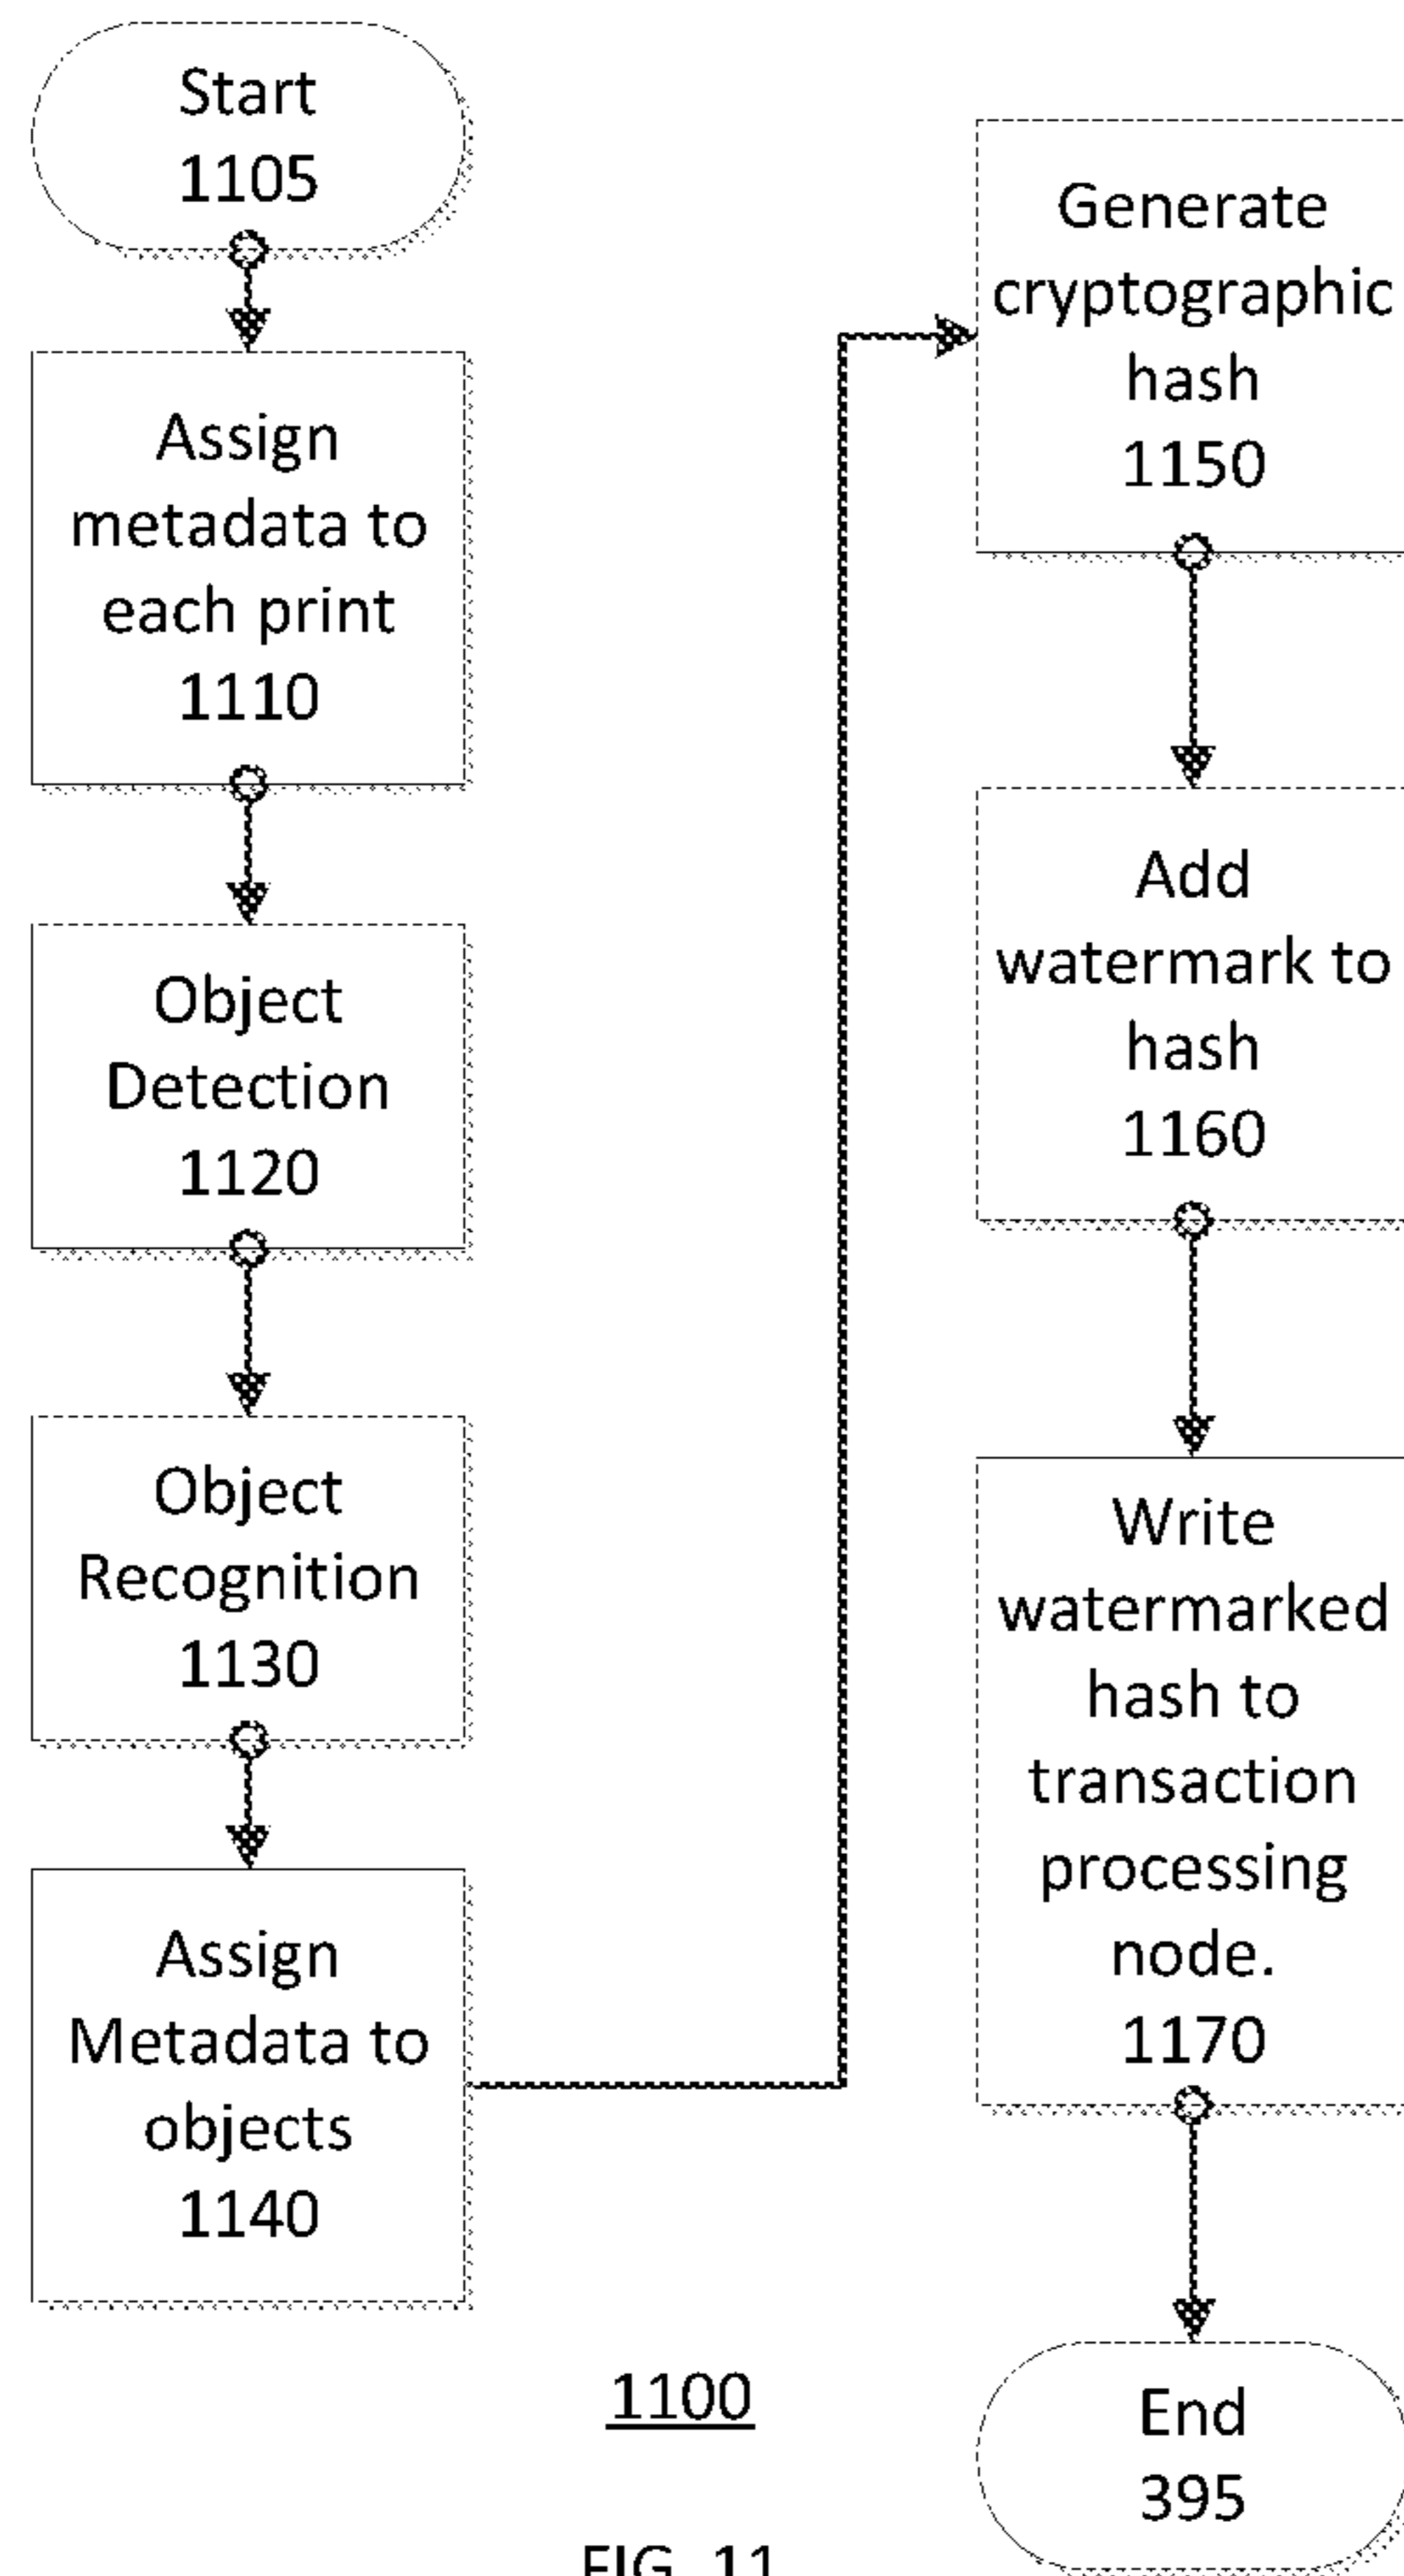 Start
1105
Assign
metadata to
each print
1110
Object
Detection
1120
Object
Recognition
1130
Assign
Metadata to
objects
1140
Generate
cryptographic
hash
1150
Add
watermark to
hash
1160
Write
watermarked
hash to
transaction
processing
node.
1170
End
395
1100
FIG. 11